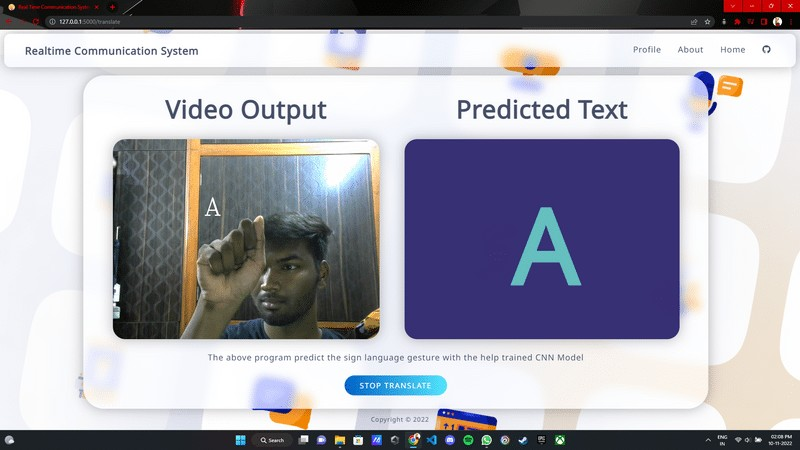 Real Time Communication Syste
127.0.0.1:5000/translate
Realtime Communication System
Profile
About
Home
Video Output
Predicted Text
A
A
The above program predict the sign language gesture with the help trained CNN Model
STOP TRANSLATE
Copyright © 2022
Search
ENG
IN
02:08 PM
10-11-2022